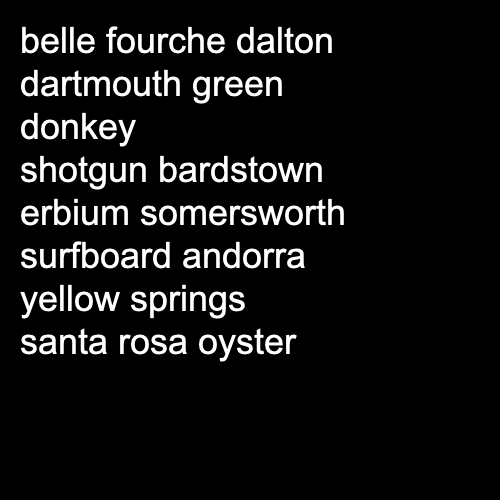 belle fourche dalton
dartmouth green
donkey
shotgun bardstown
erbium somersworth
surfboard andorra
yellow springs
santa rosa oyster